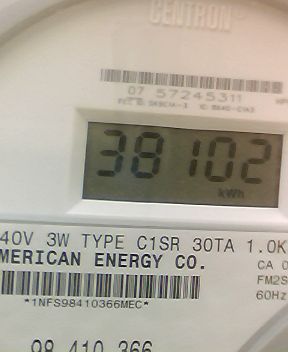 CENTRON
07 57245311
38102
kWh
40V 3W TYPE C1SR 30TA 1.0K
MERICAN ENERGY CO.
CA 0
FM2S
*1NFS98410366MEC*
60Hz
98 410 366